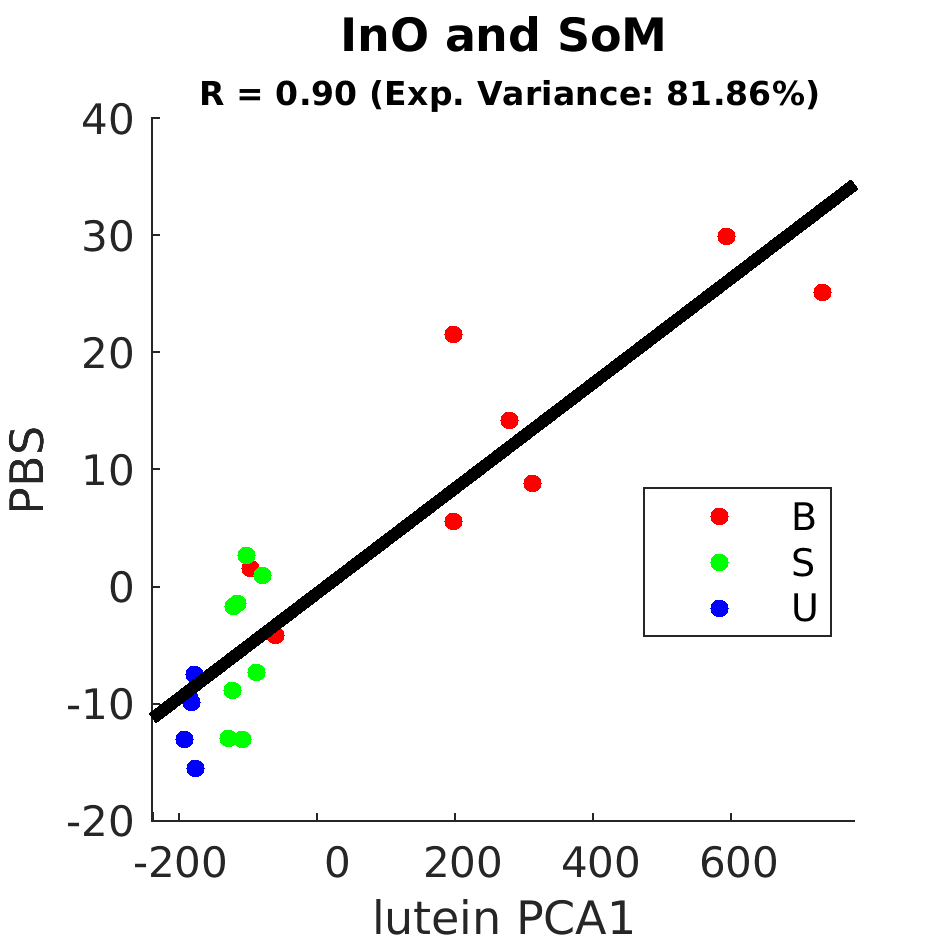 InO and SoM
R = 0.90 (Exp. Variance: 81.86%)
40
30
20
10
0
-10
-20
PBS
B
S
U
-200 0 200 400 600
lutein PCA1